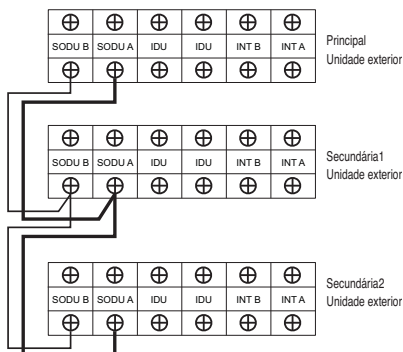 SODU B SODU A IDU IDU INT B INT A
Principal
Unidade exterior
SODU B SODU A IDU IDU INT B INT A
Secundária1
Unidade exterior
SODU B SODU A IDU IDU INT B INT A
Secundária2
Unidade exterior